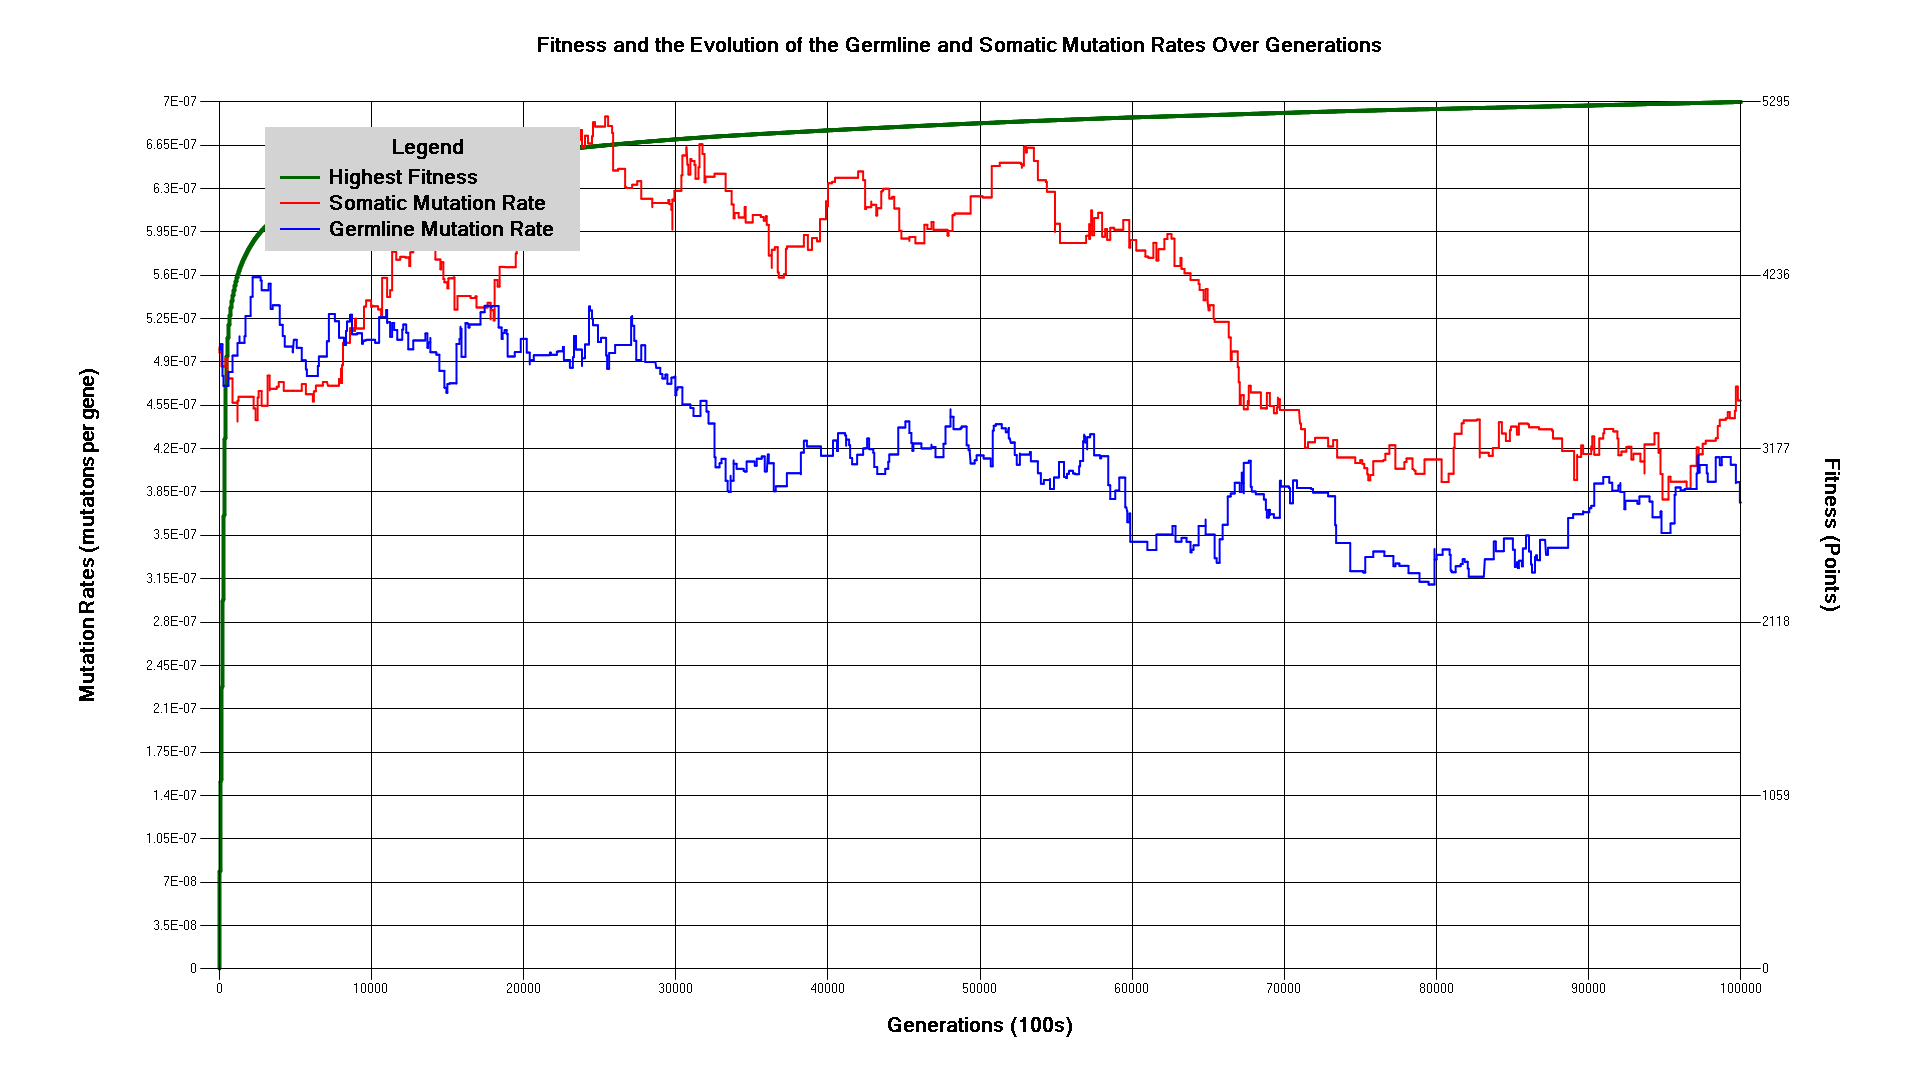 Fitness and the Evolution of the Germline and Somatic Mutation Rates Over Generations
7E-07
6.65E-07
6.3E-07
5.95E-07
5.6E-07
5.25E-07
4.9E-07
4.55E-07
4.2E-07
3.85E-07
3.5E-07
3.15E-07
2.8E-07
2.45E-07
2.1E-07
1.75E-07
1.4E-07
1.05E-07
7E-08
3.5E-08
0
Mutation Rates (mutatons per gene)
Legend
Highest Fitness
Somatic Mutation Rate
Germline Mutation Rate
5295
4236
3177
2118
1059
0
Fitness (Points)
0 10000 20000 30000 40000 50000 60000 70000 80000 90000 100000
Generations (100s)